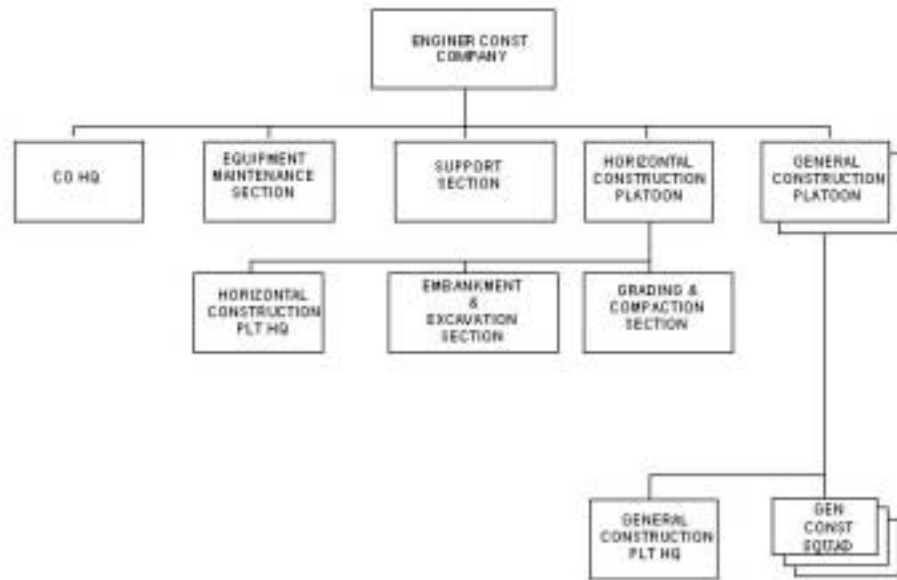 ENGINER CONST
COMPANY
CO HQ
EQUIPMENT
MAINTENANCE
SECTION
SUPPORT
SECTION
HORIZONTAL
CONSTRUCTION
PLATOON
GENERAL
CONSTRUCTION
PLATOON
HORIZONTAL
CONSTRUCTION
PLT HQ
EMBANKMENT
&
EXCAVATION
SECTION
GRADING &
COMPACTION
SECTION
GENERAL
CONSTRUCTION
PLT HQ
GEN
CONST
SQUAD